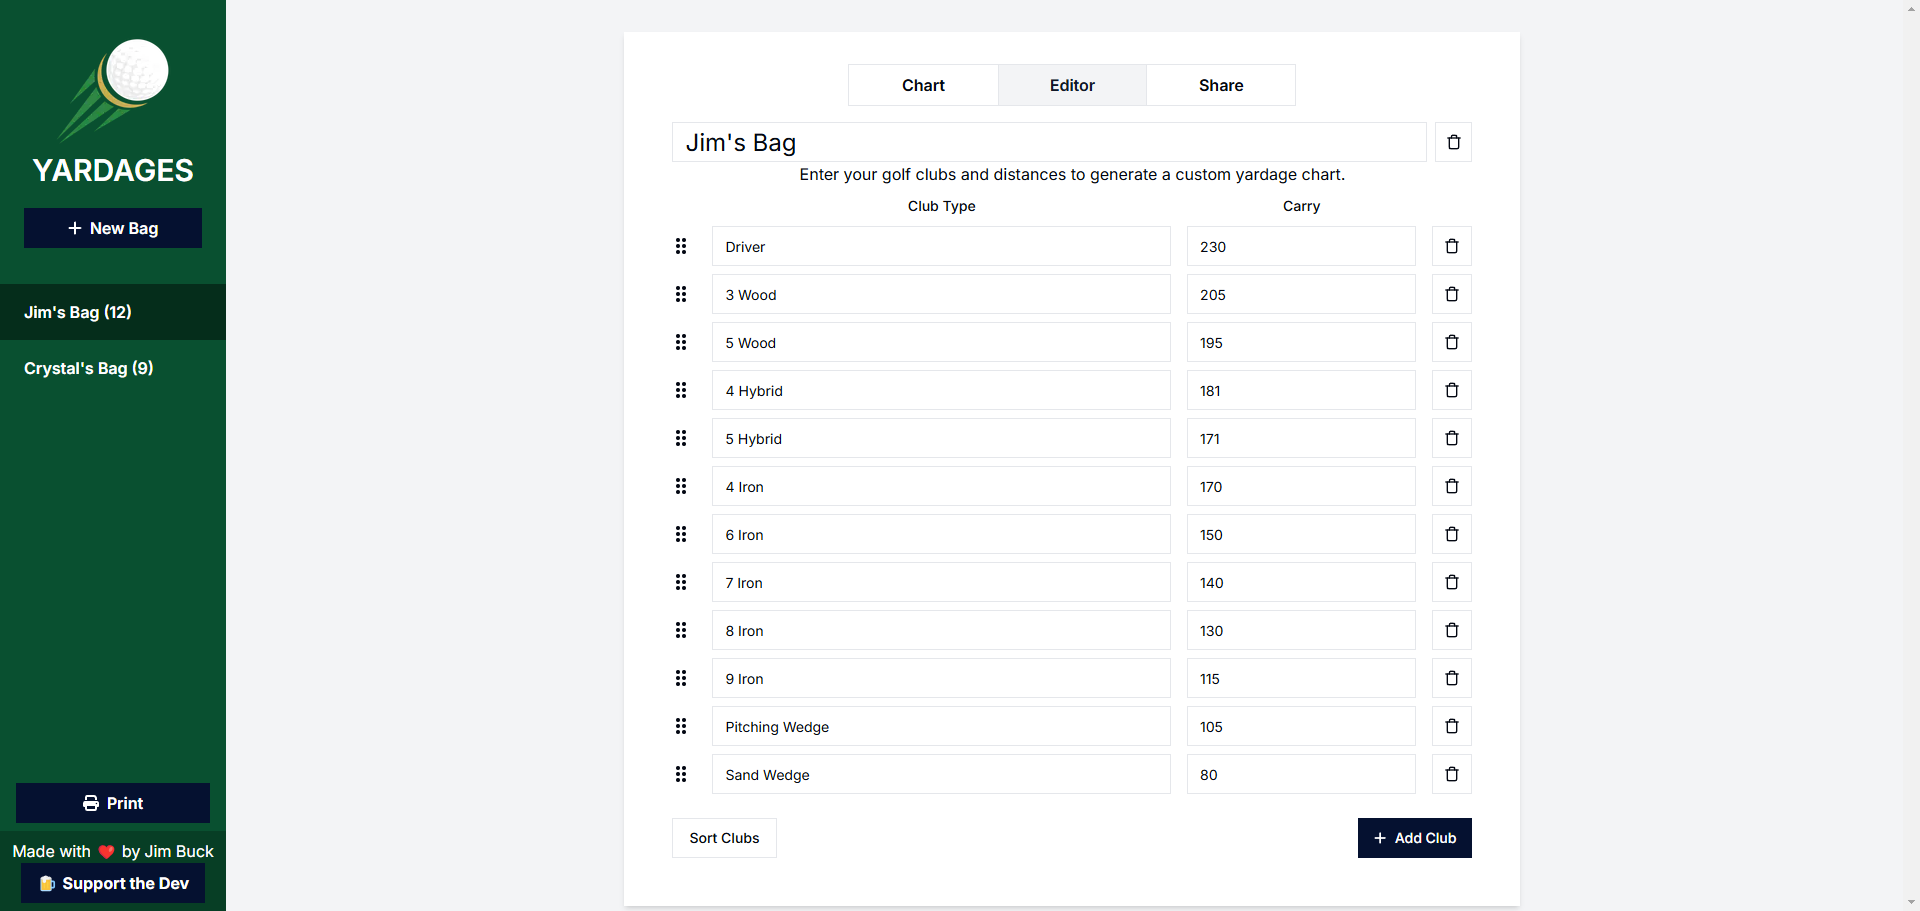 YARDAGES
New Bag
Jim's Bag (12)
Crystal's Bag (9)
Print
Made with ❤️ by Jim Buck
Support the Dev
Chart Editor Share
Jim's Bag
Enter your golf clubs and distances to generate a custom yardage chart.
Club Type Carry
Driver 230
3 Wood 205
5 Wood 195
4 Hybrid 181
5 Hybrid 171
4 Iron 170
6 Iron 150
7 Iron 140
8 Iron 130
9 Iron 115
Pitching Wedge 105
Sand Wedge 80
Sort Clubs Add Club